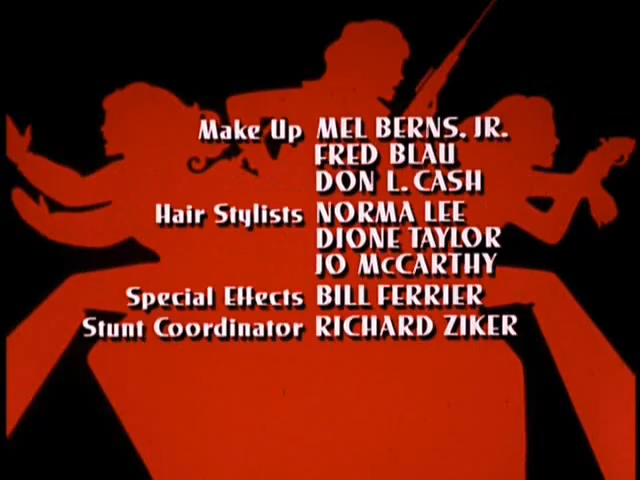 Make Up MEL BERNS, JR.
FRED BLAU
DON L. CASH
Hair Stylists NORMA LEE
DIONE TAYLOR
JO McCARTHY
Special Effects BILL FERRIER
Stunt Coordinator RICHARD ZIKER